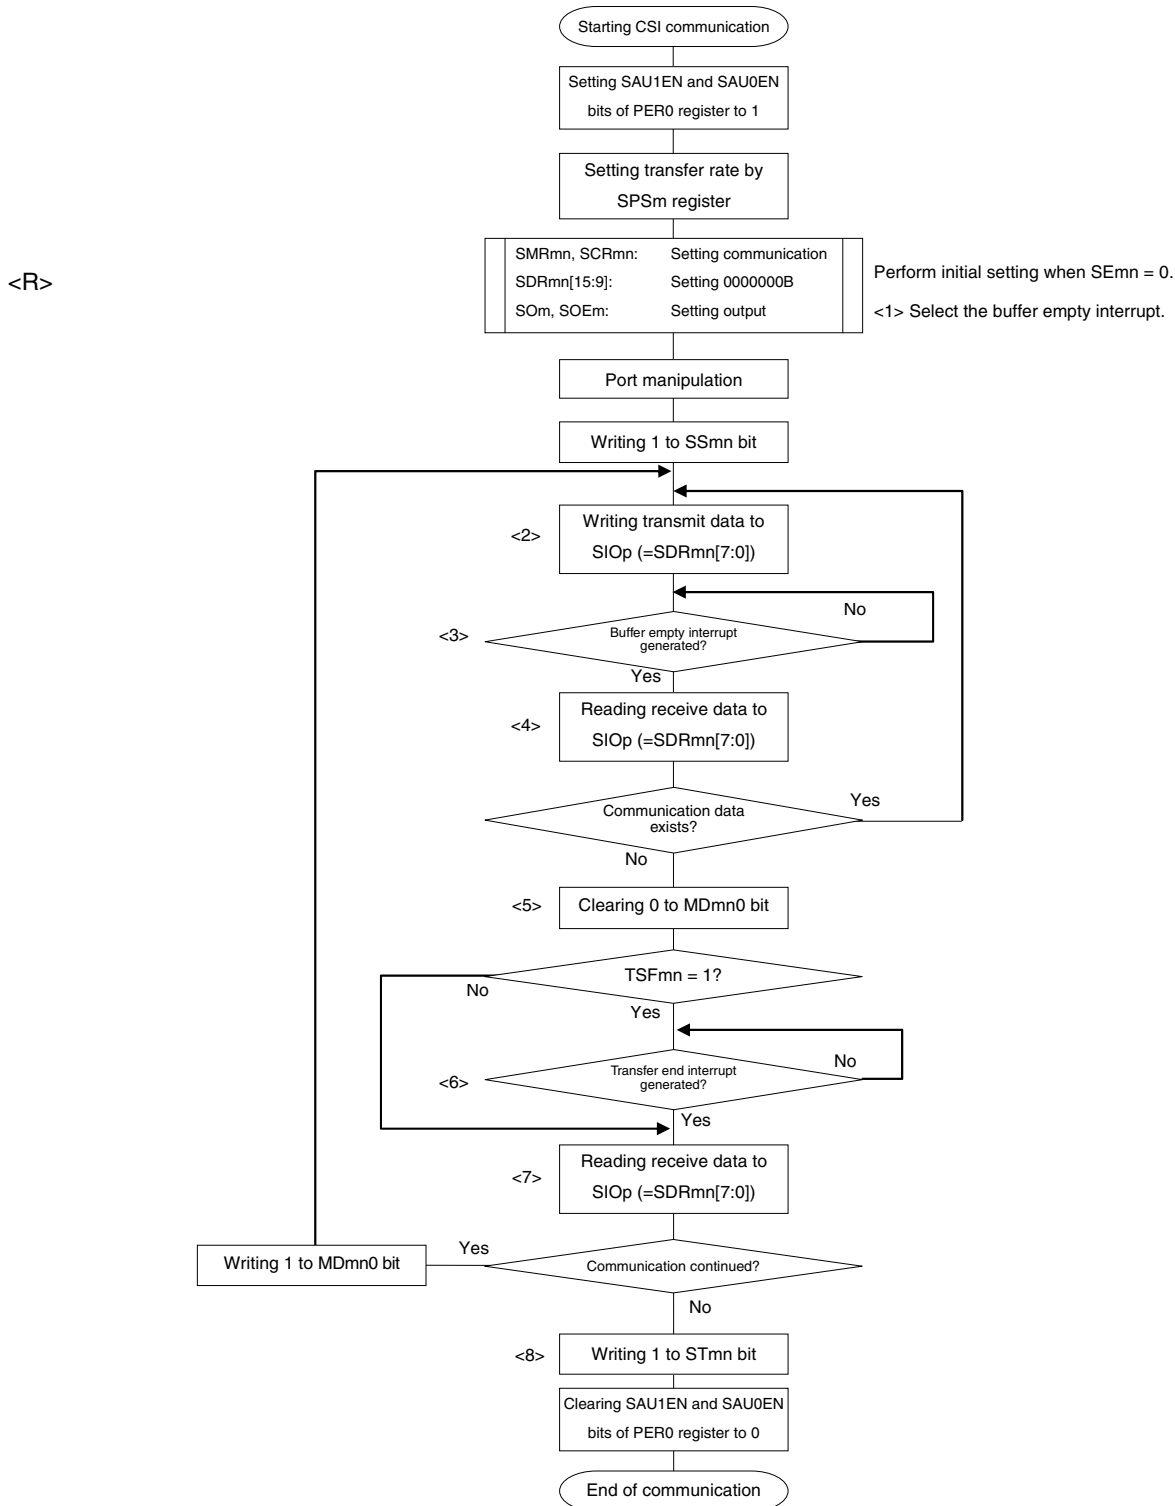 Starting CSI communication
Setting SAU1EN and SAU0EN
bits of PER0 register to 1
Setting transfer rate by
SPSm register
<R>
SMRmn, SCRmn: Setting communication
SDRmn[15:9]: Setting 0000000B
SOm, SOEm: Setting output
Perform initial setting when SEmn = 0.
<1> Select the buffer empty interrupt.
Port manipulation
Writing 1 to SSmn bit
<2>
Writing transmit data to
SIOp (=SDRmn[7:0])
No
<3>
Buffer empty interrupt
generated?
Yes
<4>
Reading receive data to
SIOp (=SDRmn[7:0])
Communication data
exists?
Yes
No
<5>
Clearing 0 to MDmn0 bit
TSFmn = 1?
No
Yes
<6>
Transfer end interrupt
generated?
No
Yes
<7>
Reading receive data to
SIOp (=SDRmn[7:0])
Writing 1 to MDmn0 bit
Yes
Communication continued?
No
<8>
Writing 1 to STmn bit
Clearing SAU1EN and SAU0EN
bits of PER0 register to 0
End of communication